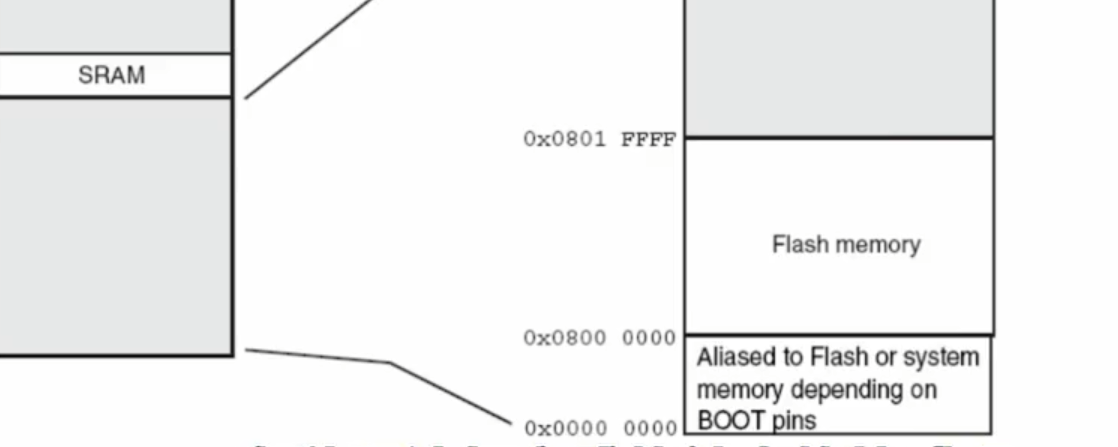 SRAM
0x0801 FFFF
Flash memory
0x0800 0000
Aliased to Flash or system
memory depending on
BOOT pins
0x0000 0000